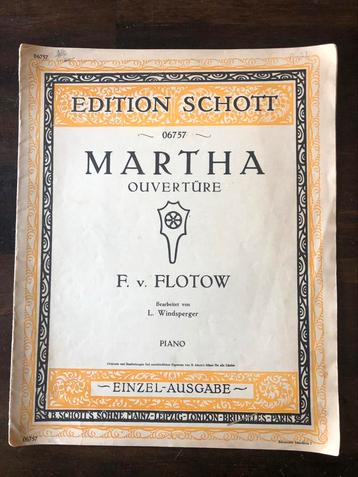 06757
EDITION SCHOTT
06757
MARTHA
OUVERTÜRE
F. v. FLOTOW
Bearbeitet von
L. Windsperger
PIANO
EINZEL-AUSGABE
B. SCHOTT'S SÖHNE, MAINZ-LEIPZIG-LONDON-BRUXELLES-PARIS
06757